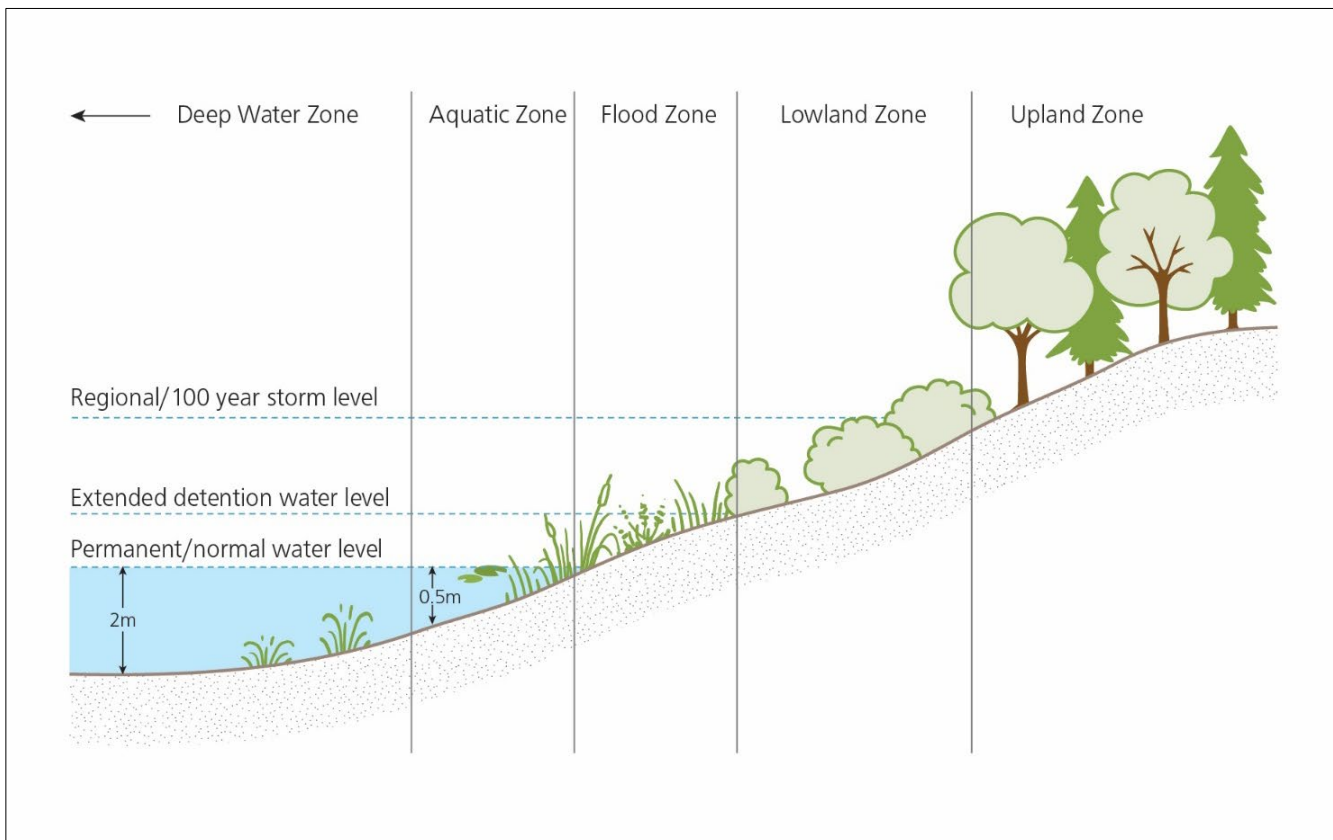 Deep Water Zone
Aquatic Zone
Flood Zone
Lowland Zone
Upland Zone
Regional/100 year storm level
Extended detention water level
Permanent/normal water level
2m
0.5m